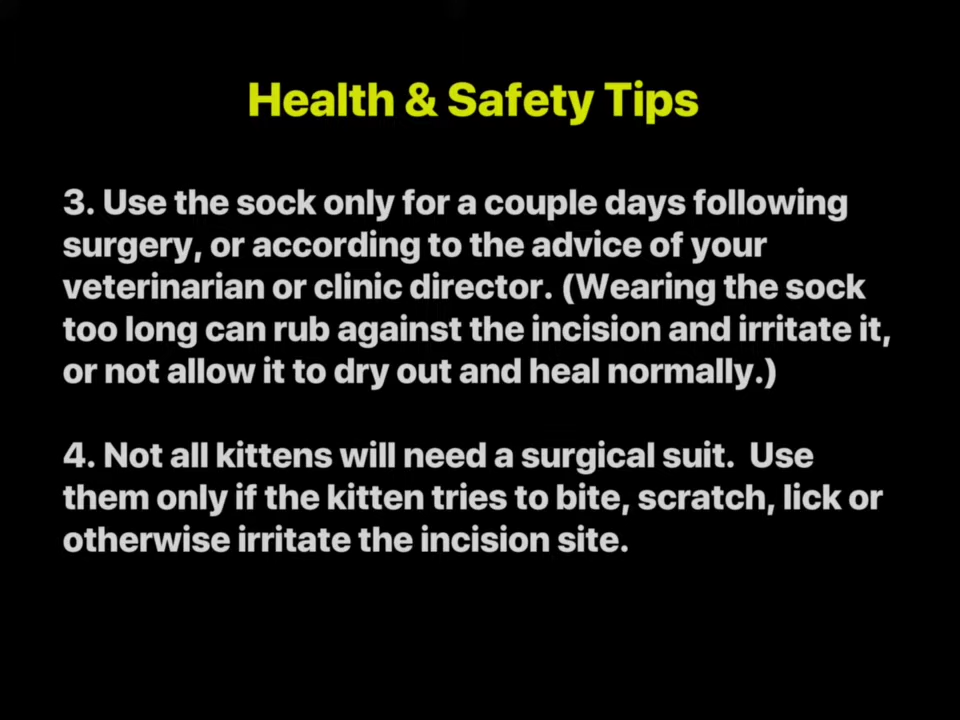 Health & Safety Tips
3. Use the sock only for a couple days following
surgery, or according to the advice of your
veterinarian or clinic director. (Wearing the sock
too long can rub against the incision and irritate it,
or not allow it to dry out and heal normally.)
4. Not all kittens will need a surgical suit.  Use
them only if the kitten tries to bite, scratch, lick or
otherwise irritate the incision site.